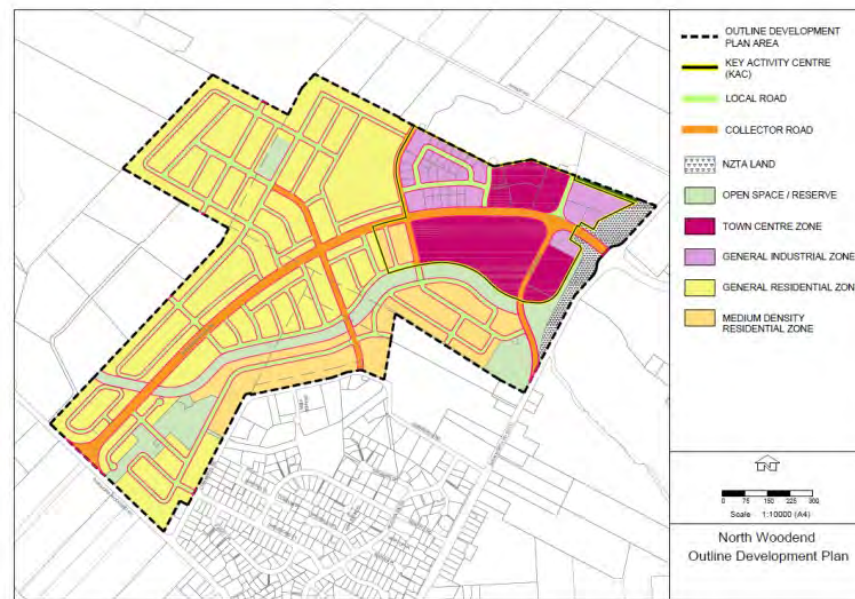 OUTLINE DEVELOPMENT
PLAN AREA
KEY ACTIVITY CENTRE
(KAC)
LOCAL ROAD
COLLECTOR ROAD
NZTA LAND
OPEN SPACE / RESERVE
TOWN CENTRE ZONE
GENERAL INDUSTRIAL ZONE
GENERAL RESIDENTIAL ZON
MEDIUM DENSITY
RESIDENTIAL ZONE
0 75 150 225 300
Scale 1:10000 (A4)
North Woodend
Outline Development Plan